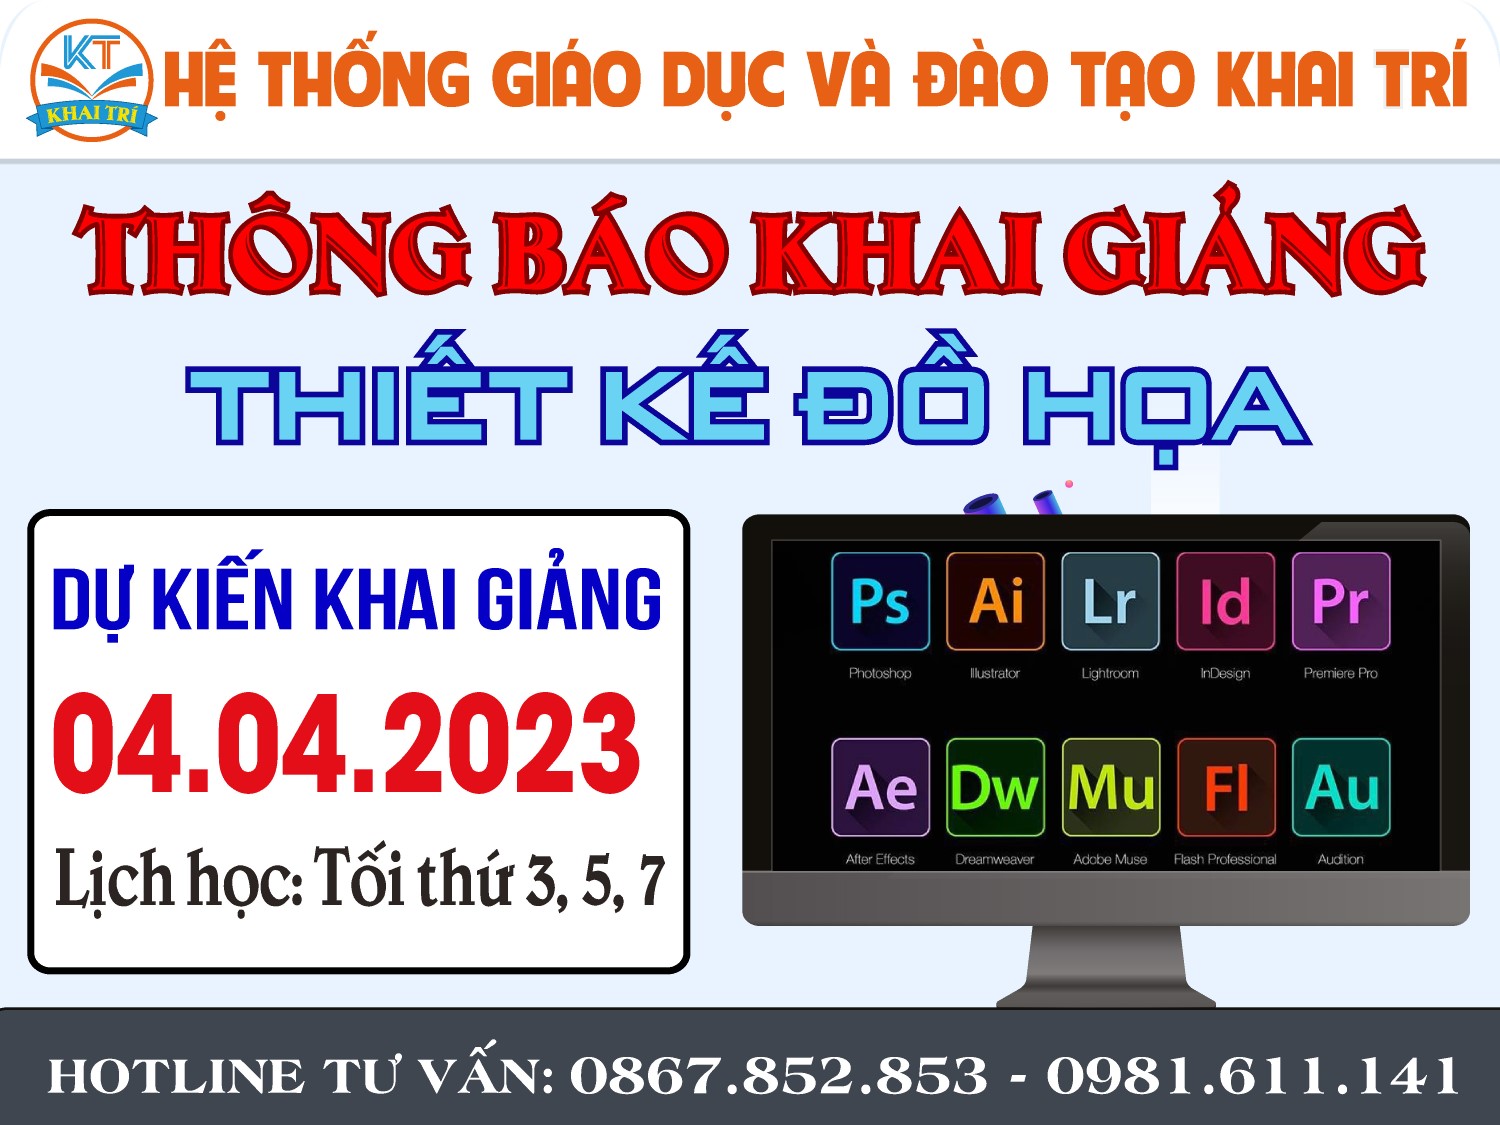 KT
KHAI TRÍ
HỆ THỐNG GIÁO DỤC VÀ ĐÀO TẠO KHAI TRÍ
THÔNG BÁO KHAI GIẢNG
THIẾT KẾ ĐỒ HỌA
DỰ KIẾN KHAI GIẢNG
04.04.2023
Lịch học: Tối thứ 3, 5, 7
Ps Ai Lr Id Pr
Photoshop Illustrator Lightroom InDesign Premiere Pro
Ae Dw Mu Fl Au
After Effects Dreamweaver Adobe Muse Flash Professional Audition
HOTLINE TƯ VẤN: 0867.852.853 - 0981.611.141